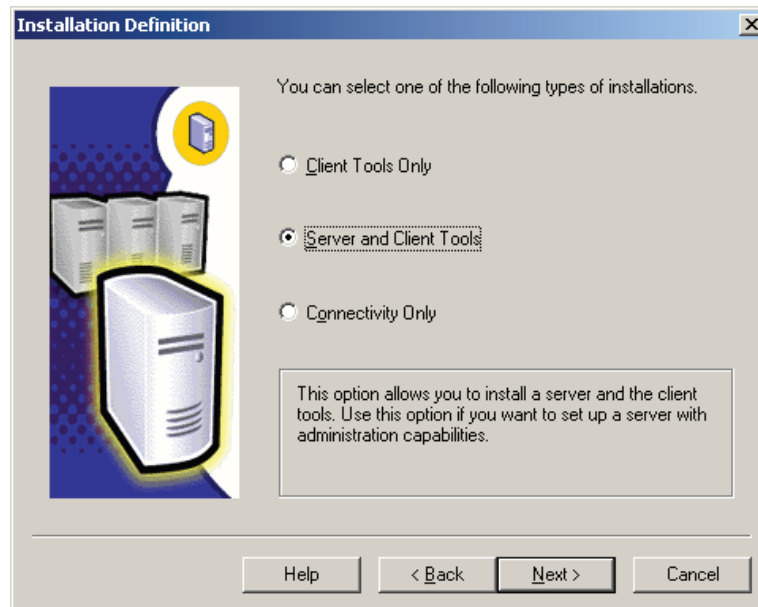 Installation Definition
You can select one of the following types of installations.
Client Tools Only
Server and Client Tools
Connectivity Only
This option allows you to install a server and the client
tools. Use this option if you want to set up a server with
administration capabilities.
Help
< Back
Next >
Cancel